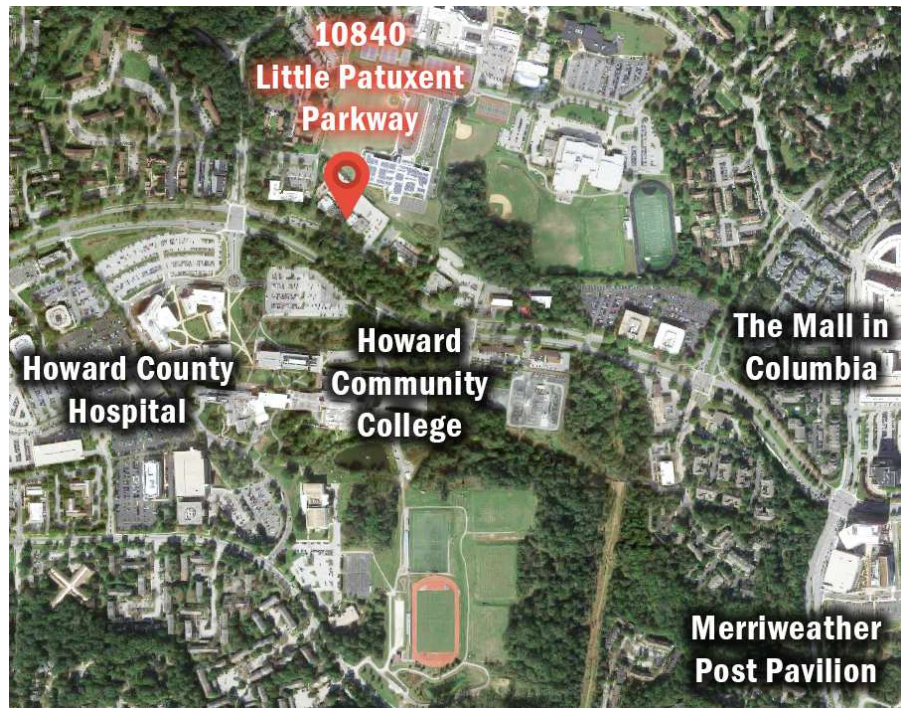 10840
Little Patuxent
Parkway
The Mall in
Columbia
Howard
Community
College
Howard County
Hospital
Merriweather
Post Pavilion